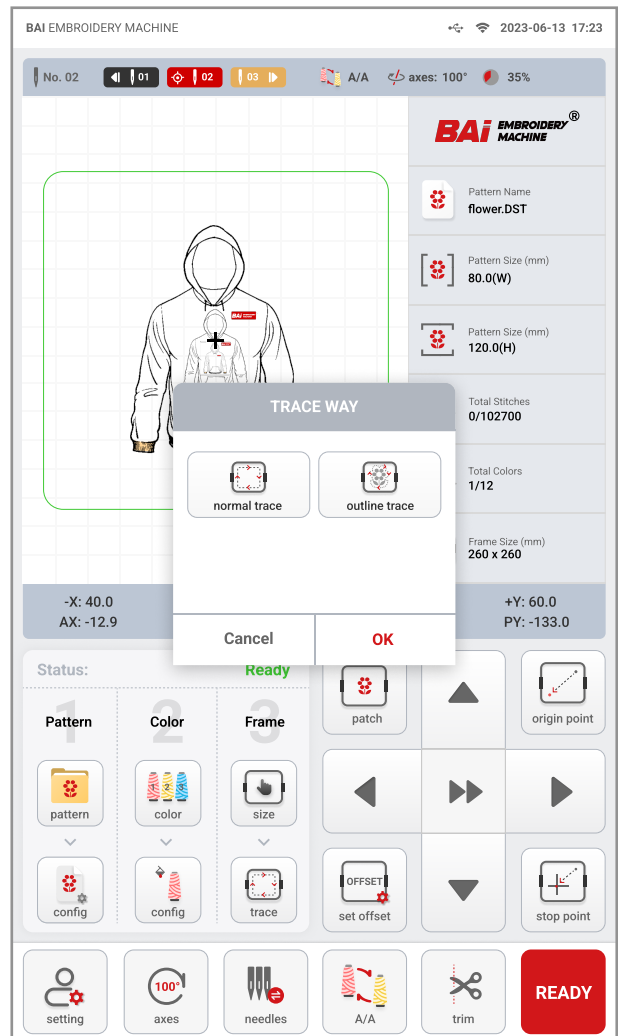 BAI EMBROIDERY MACHINE 2023-06-13 17:23
No. 02 01 02 03 A/A axes: 100° 35%
BAi EMBROIDERY MACHINE ®
Pattern Name
flower.DST
Pattern Size (mm)
80.0(W)
Pattern Size (mm)
120.0(H)
TRACE WAY
Total Stitches
0/102700
normal trace outline trace
Total Colors
1/12
Frame Size (mm)
260 x 260
-X: 40.0 +Y: 60.0
AX: -12.9 PY: -133.0
Cancel OK
Status: Ready
1 2 3
Pattern Color Frame
patch origin point
1 2 3
pattern color size
OFFSET
config config trace
set offset stop point
100°
setting axes needles A/A trim
READY